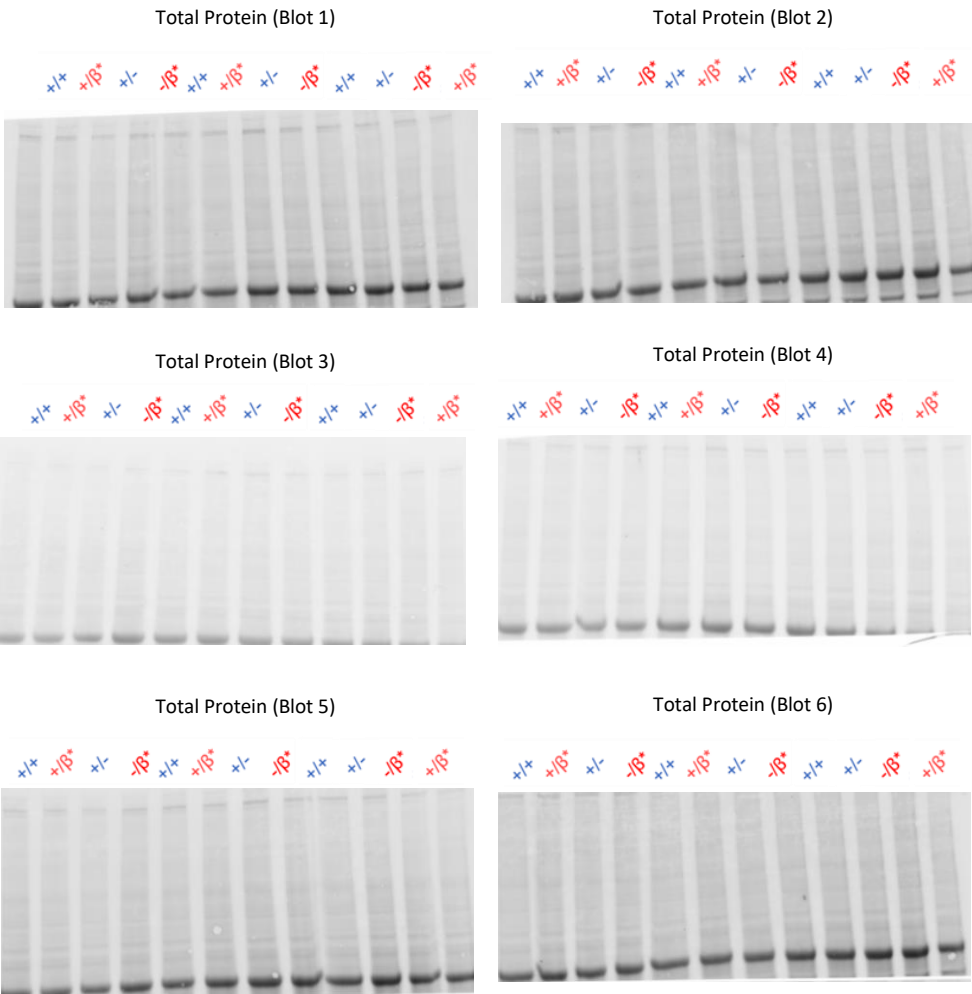 Total Protein (Blot 1)
+/+ +/β* +/- -/β* +/+ +/β* +/- -/β* +/+ +/- -/β* +/β*
Total Protein (Blot 2)
+/+ +/β* +/- -/β* +/+ +/β* +/- -/β* +/+ +/- -/β* +/β*
Total Protein (Blot 3)
+/+ +/β* +/- -/β* +/+ +/β* +/- -/β* +/+ +/- -/β* +/β*
Total Protein (Blot 4)
+/+ +/β* +/- -/β* +/+ +/β* +/- -/β* +/+ +/- -/β* +/β*
Total Protein (Blot 5)
+/+ +/β* +/- -/β* +/+ +/β* +/- -/β* +/+ +/- -/β* +/β*
Total Protein (Blot 6)
+/+ +/β* +/- -/β* +/+ +/β* +/- -/β* +/+ +/- -/β* +/β*